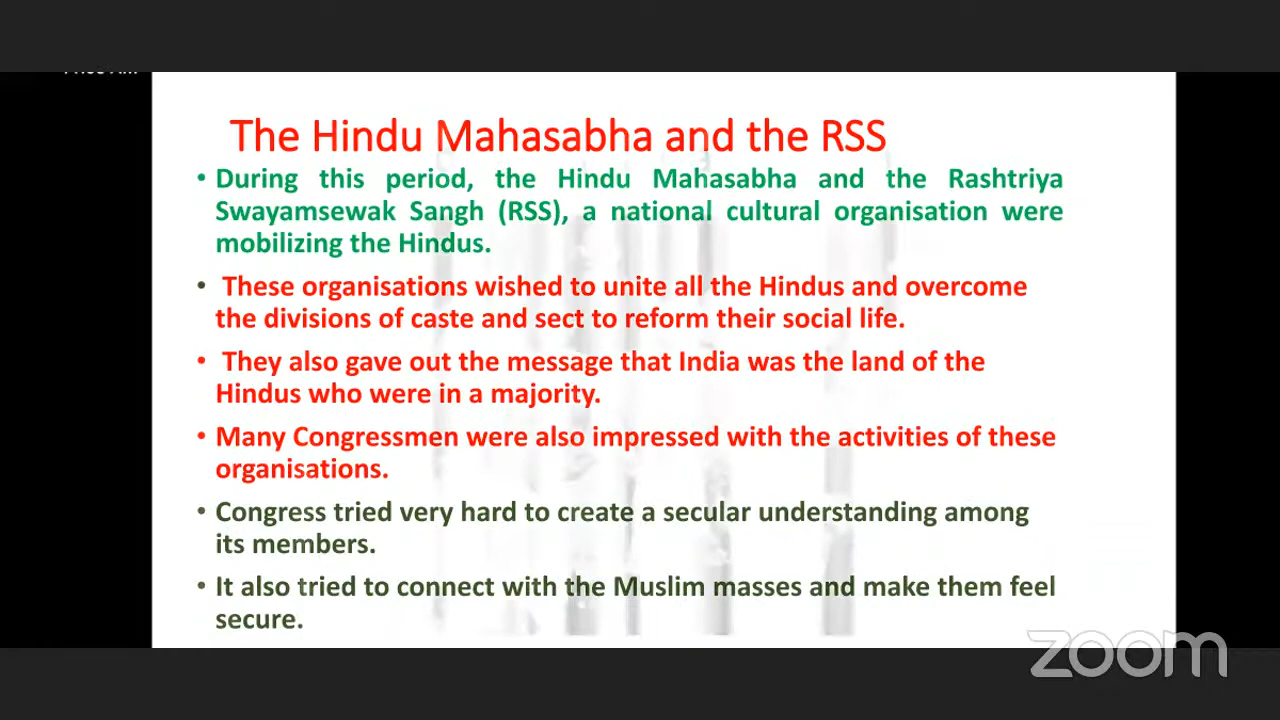 The Hindu Mahasabha and the RSS
• During this period, the Hindu Mahasabha and the Rashtriya
Swayamsewak Sangh (RSS), a national cultural organisation were
mobilizing the Hindus.
• These organisations wished to unite all the Hindus and overcome
the divisions of caste and sect to reform their social life.
• They also gave out the message that India was the land of the
Hindus who were in a majority.
• Many Congressmen were also impressed with the activities of these
organisations.
• Congress tried very hard to create a secular understanding among
its members.
• It also tried to connect with the Muslim masses and make them feel
secure.
zoom